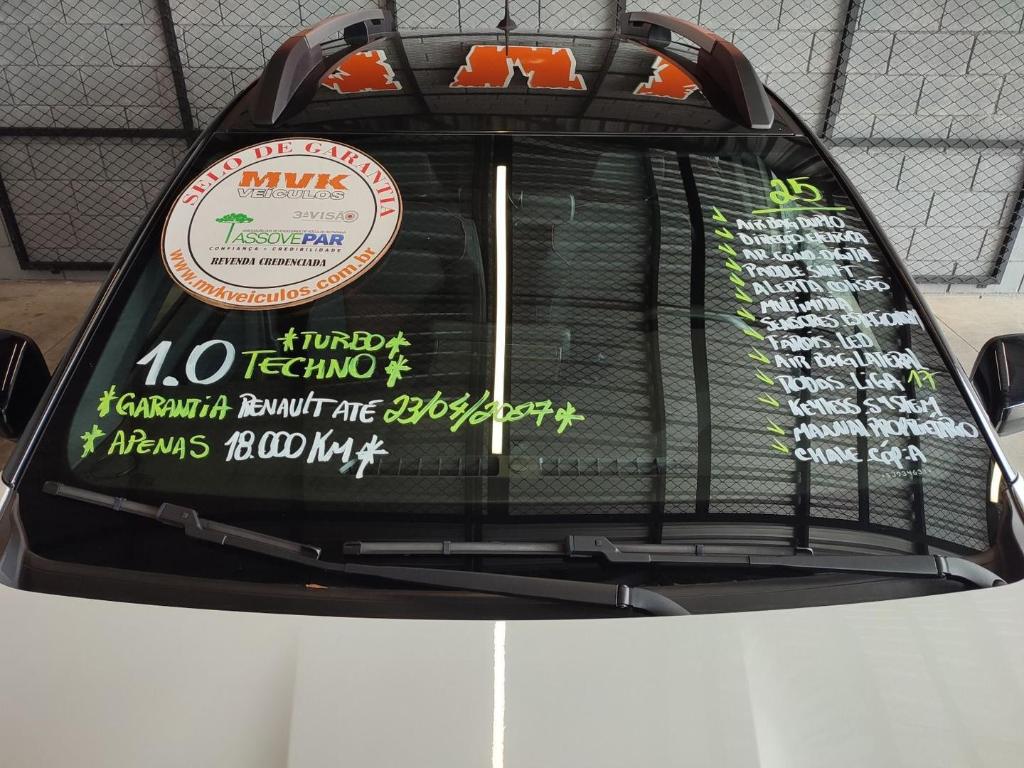 SELO DE GARANTIA
MVK
VEÍCULOS
3ªVISÃO
ASSOVEPAR
CONFIANÇA • CREDIBILIDADE
REVENDA CREDENCIADA
www.mvkveiculos.com.br
*TURBO*
1.0 TECHNO *
*GARANTIA RENAULT ATE 23/04/2027*
* APENAS 18.000 KM*
25
AIR BAG DUPLO
DIREÇÃO ELETRICA
AR COND. DIGITAL
PADDLE SHIFT
ALERTA COLISÃO
MULTIMIDIA
SENSORES
FAROIS LED
AIR BAG LATERAL
RODAS LIGA 17
KEYLESS SYSTEM
MANUAL PROPRIETARIO
CHAVE CÓPIA